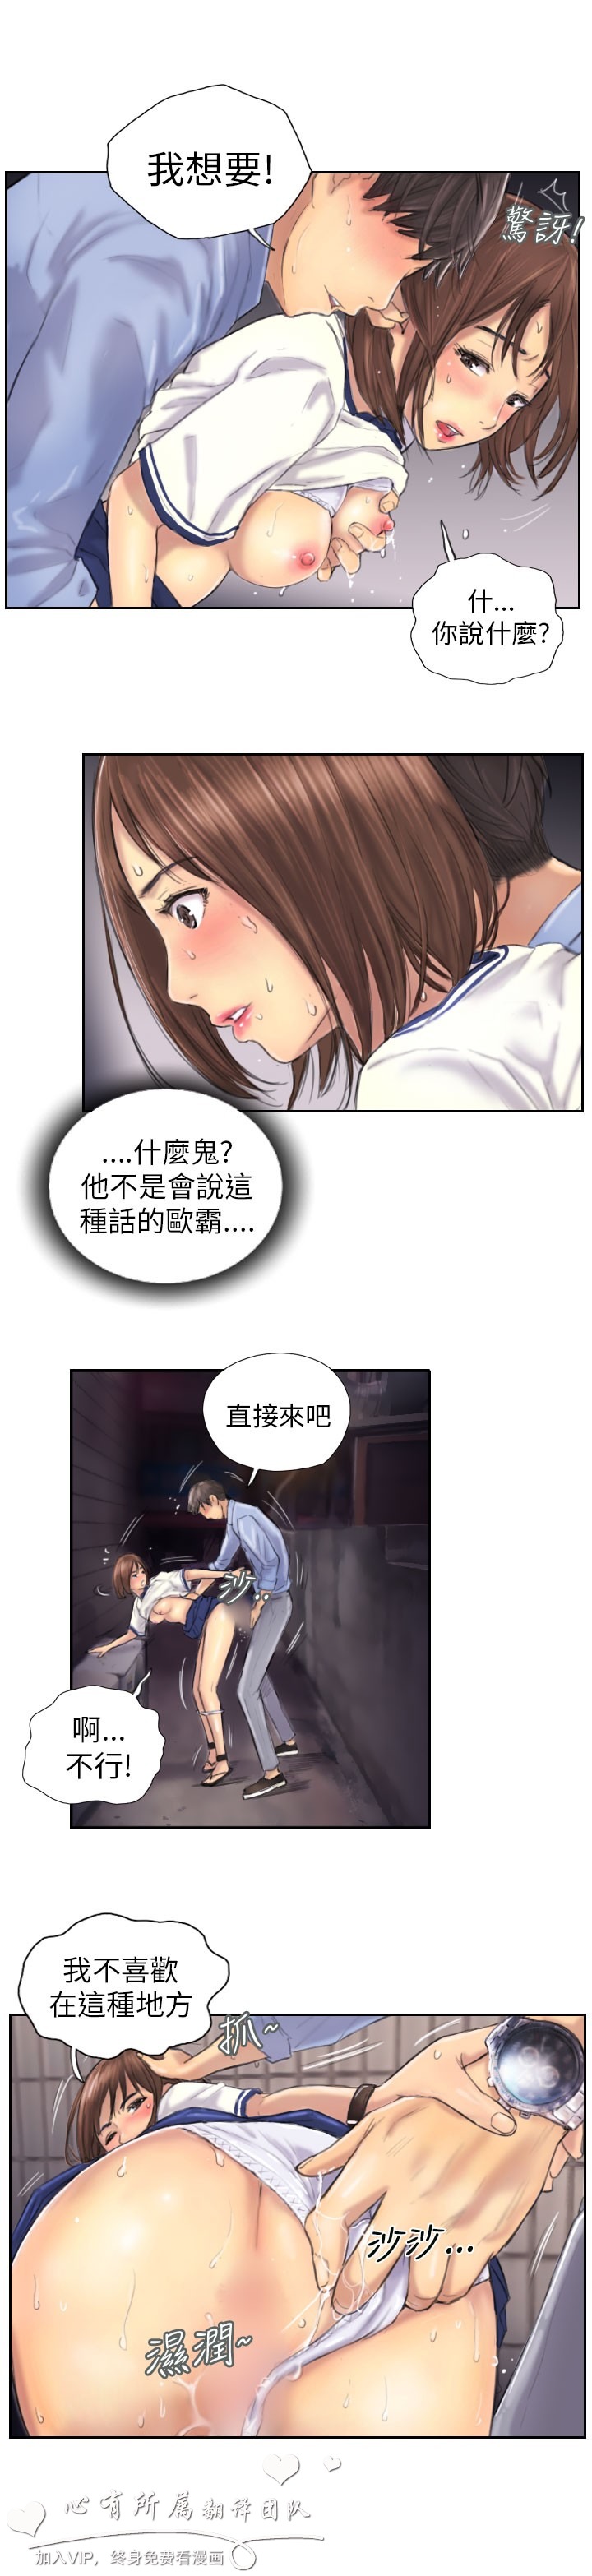 我想要!
驚訝!
什...
你說什麼?
....什麼鬼?
他不是會說這
種話的歐霸....
直接來吧
沙..
啊...
不行!
我不喜歡
在這種地方
抓~
沙沙...
濕潤~
心有所属翻译团队
加入VIP，终身免费看漫画